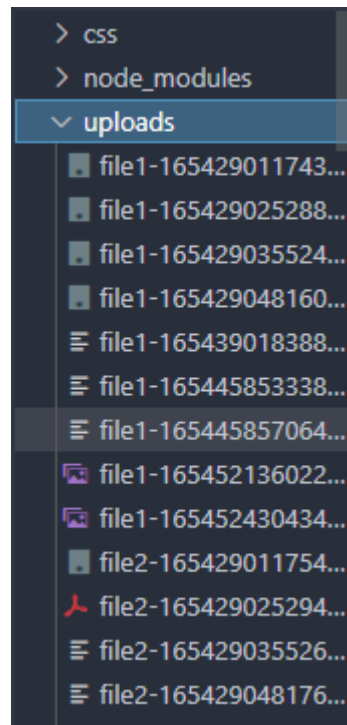 css
node_modules
uploads
file1-165429011743...
file1-165429025288...
file1-165429035524...
file1-165429048160...
file1-165439018388...
file1-165445853338...
file1-165445857064...
file1-165452136022...
file1-165452430434...
file2-165429011754...
file2-165429025294...
file2-165429035526...
file2-165429048176...